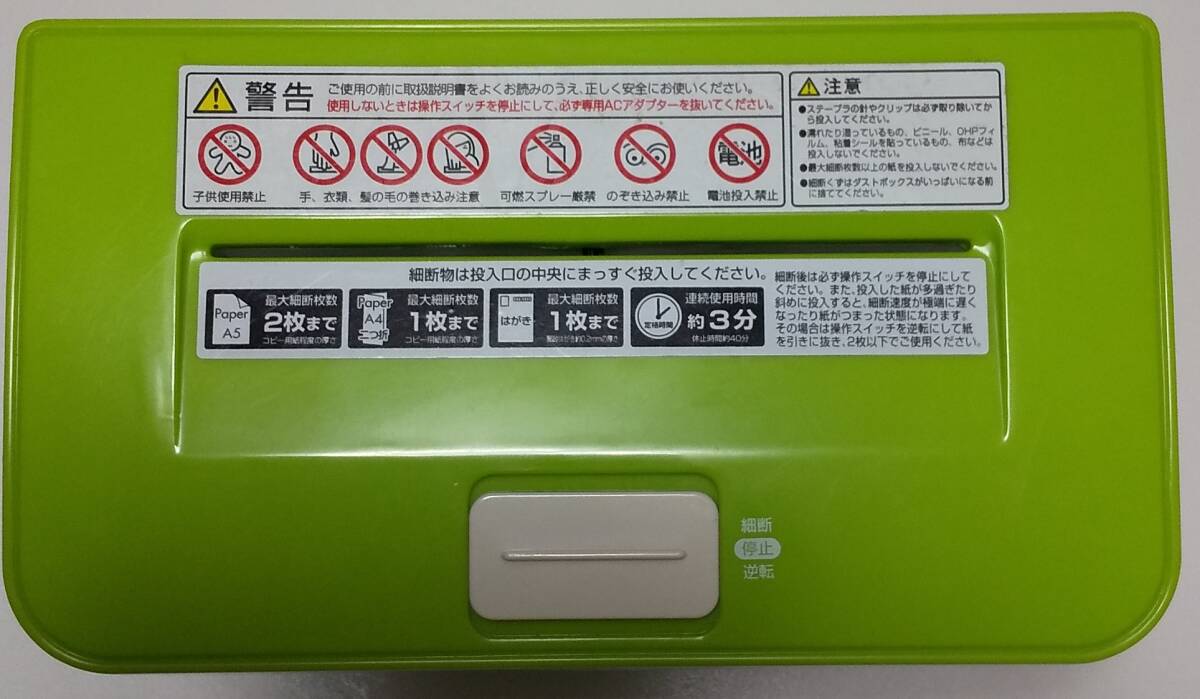 警告
ご使用の前に取扱説明書をよくお読みのうえ、正しく安全にお使いください。
使用しないときは操作スイッチを停止にして、必ず専用ACアダプターを抜いてください。
電池
子供使用禁止
手、衣類、髪の毛の巻き込み注意
可燃スプレー厳禁
のぞき込み禁止
電池投入禁止
注意
●ステープラの針やクリップは必ず取り除いてか
ら投入してください。
●濡れたり湿っているもの、ビニール、OHPフィ
ルム、粘着シールを貼っているもの、布などは
投入しないでください。
●最大細断枚数以上の紙を投入しないでください。
●細断くずはダストボックスがいっぱいになる前
に捨ててください。
細断物は投入口の中央にまっすぐ投入してください。
Paper
A5
最大細断枚数
2枚まで
コピー用紙程度の厚さ
Paper
A4
二つ折
最大細断枚数
1枚まで
コピー用紙程度の厚さ
はがき
最大細断枚数
1枚まで
定格時間
連続使用時間
約3分
休止時間約40分
細断後は必ず操作スイッチを停止にして
ください。また、投入した紙が多過ぎたり
斜めに投入すると、細断速度が極端に遅く
なったり紙がつまった状態になります。
その場合は操作スイッチを逆転にして紙
を引きに抜き、2枚以下でご使用ください。
細断
停止
逆転